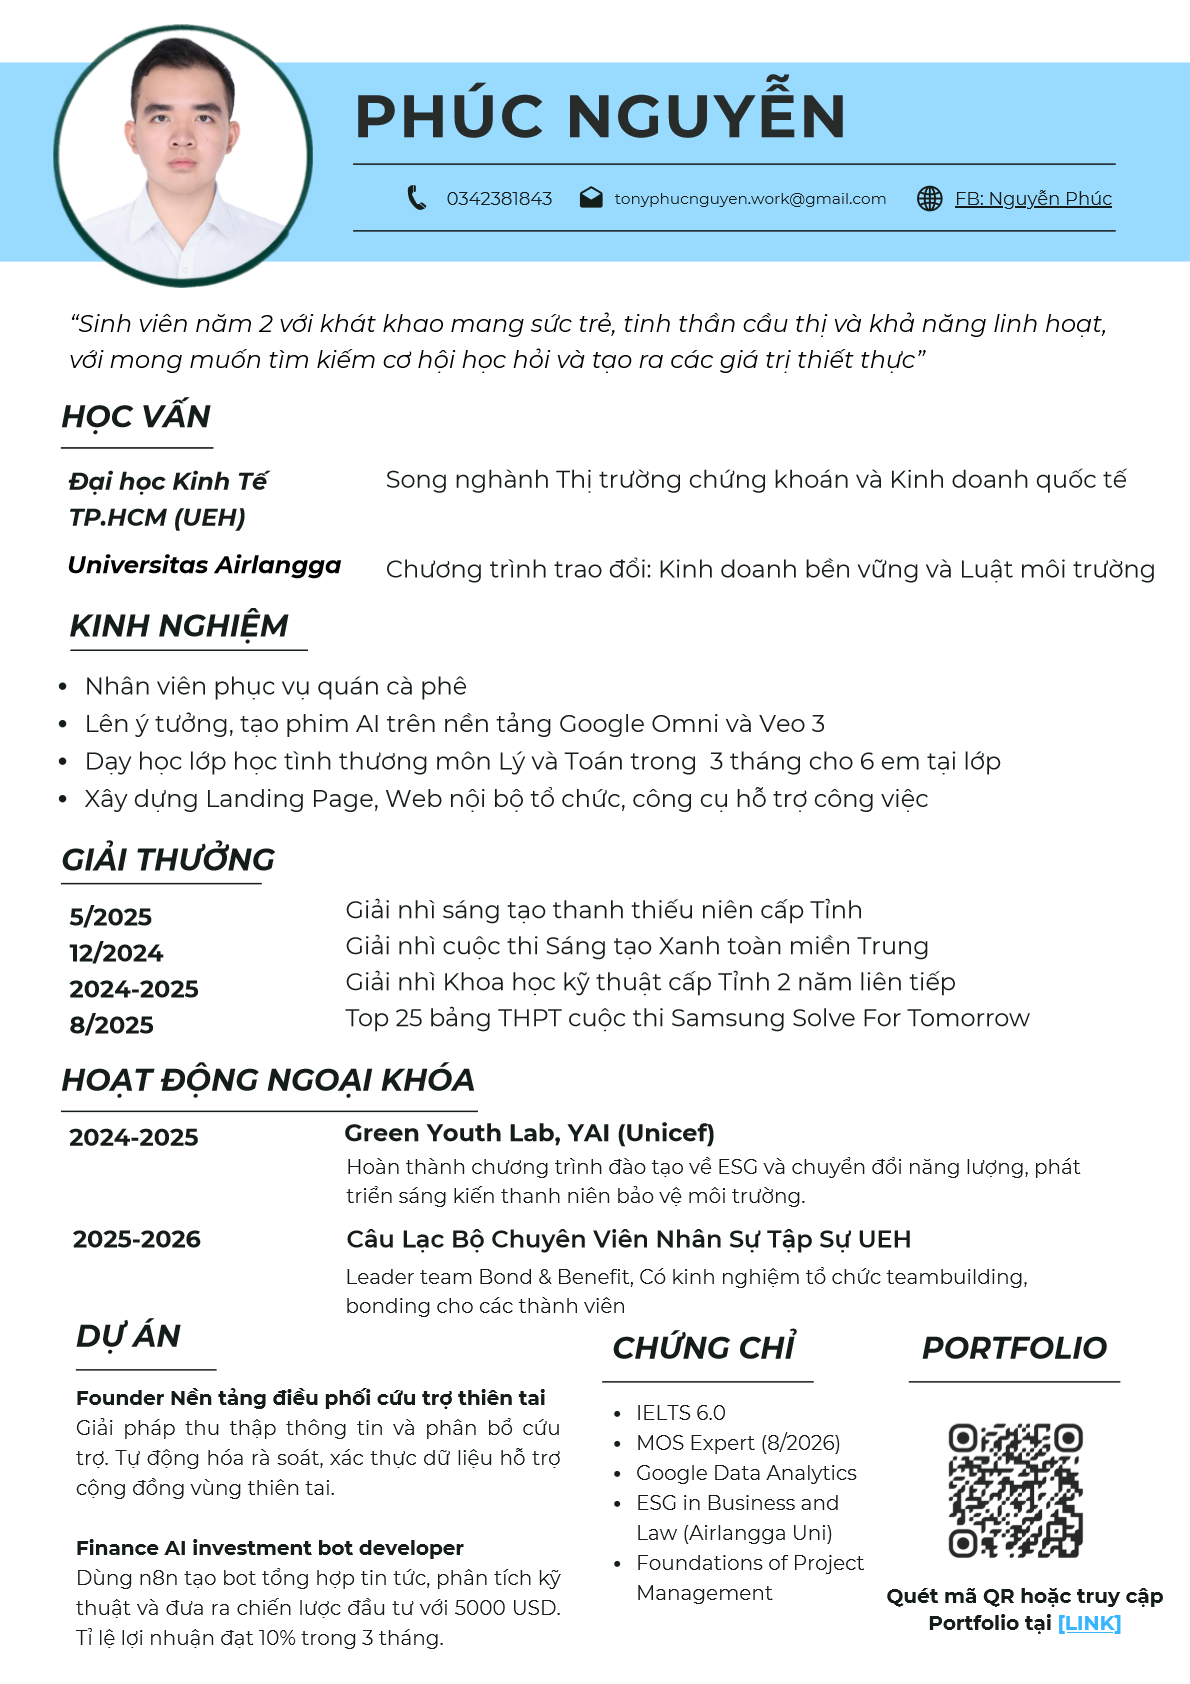 PHÚC NGUYỄN
0342381843 tonyphucnguyen.work@gmail.com FB: Nguyễn Phúc
“Sinh viên năm 2 với khát khao mang sức trẻ, tinh thần cầu thị và khả năng linh hoạt,
với mong muốn tìm kiếm cơ hội học hỏi và tạo ra các giá trị thiết thực”
HỌC VẤN
Đại học Kinh Tế
TP.HCM (UEH)
Song nghành Thị trường chứng khoán và Kinh doanh quốc tế
Universitas Airlangga
Chương trình trao đổi: Kinh doanh bền vững và Luật môi trường
KINH NGHIỆM
• Nhân viên phục vụ quán cà phê
• Lên ý tưởng, tạo phim AI trên nền tảng Google Omni và Veo 3
• Dạy học lớp học tình thương môn Lý và Toán trong  3 tháng cho 6 em tại lớp
• Xây dựng Landing Page, Web nội bộ tổ chức, công cụ hỗ trợ công việc
GIẢI THƯỞNG
5/2025 Giải nhì sáng tạo thanh thiếu niên cấp Tỉnh
12/2024 Giải nhì cuộc thi Sáng tạo Xanh toàn miền Trung
2024-2025 Giải nhì Khoa học kỹ thuật cấp Tỉnh 2 năm liên tiếp
8/2025 Top 25 bảng THPT cuộc thi Samsung Solve For Tomorrow
HOẠT ĐỘNG NGOẠI KHÓA
2024-2025 Green Youth Lab, YAI (Unicef)
Hoàn thành chương trình đào tạo về ESG và chuyển đổi năng lượng, phát
triển sáng kiến thanh niên bảo vệ môi trường.
2025-2026 Câu Lạc Bộ Chuyên Viên Nhân Sự Tập Sự UEH
Leader team Bond & Benefit, Có kinh nghiệm tổ chức teambuilding,
bonding cho các thành viên
DỰ ÁN
Founder Nền tảng điều phối cứu trợ thiên tai
Giải pháp thu thập thông tin và phân bổ cứu
trợ. Tự động hóa rà soát, xác thực dữ liệu hỗ trợ
cộng đồng vùng thiên tai.
Finance AI investment bot developer
Dùng n8n tạo bot tổng hợp tin tức, phân tích kỹ
thuật và đưa ra chiến lược đầu tư với 5000 USD.
Tỉ lệ lợi nhuận đạt 10% trong 3 tháng.
CHỨNG CHỈ
• IELTS 6.0
• MOS Expert (8/2026)
• Google Data Analytics
• ESG in Business and
Law (Airlangga Uni)
• Foundations of Project
Management
PORTFOLIO
Quét mã QR hoặc truy cập
Portfolio tại [LINK]